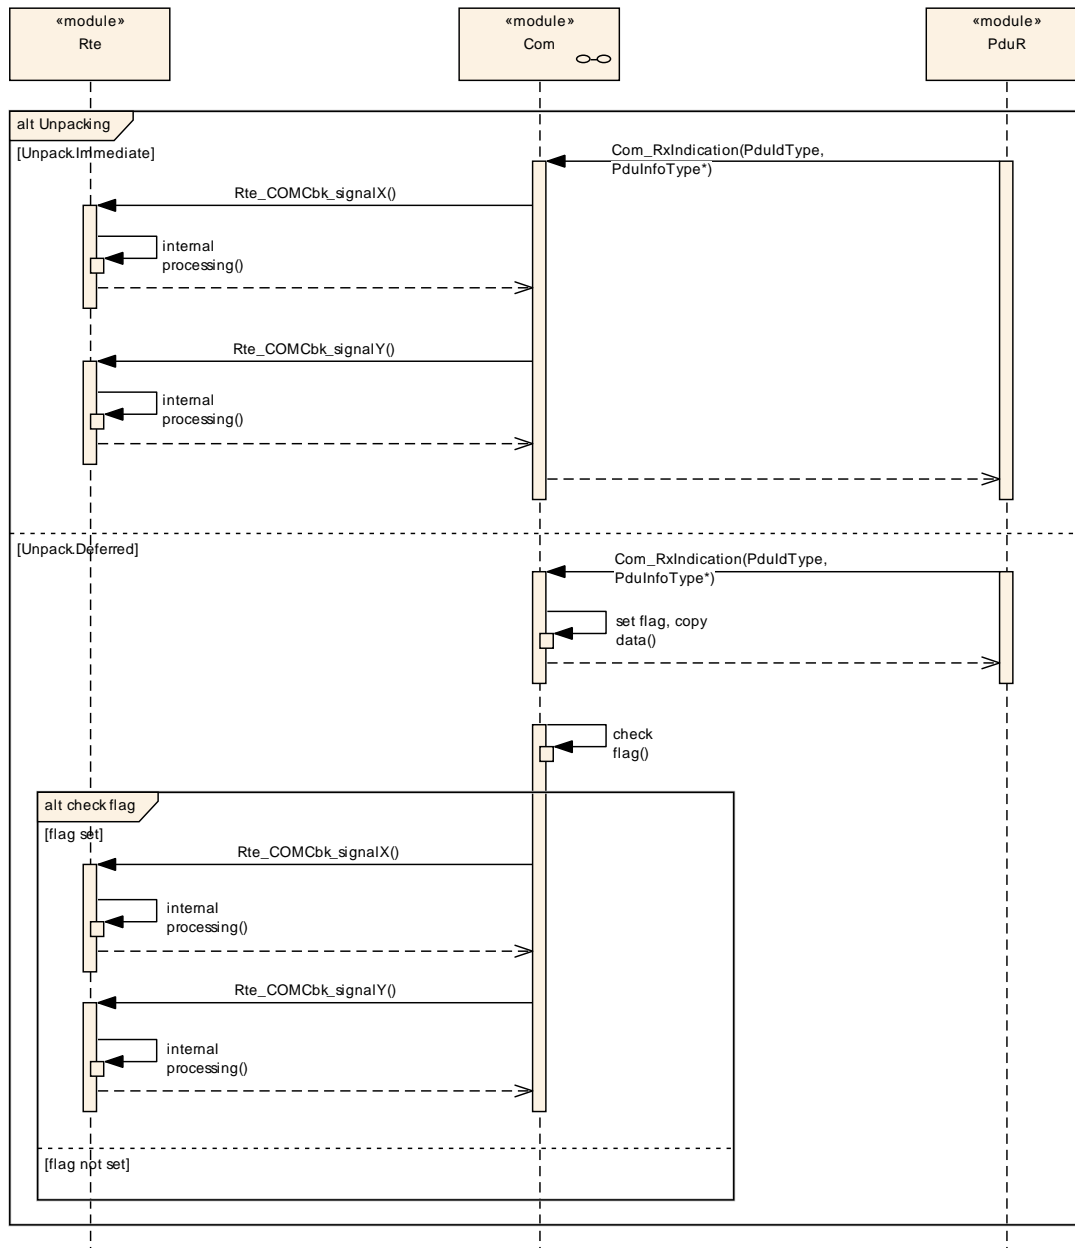 «module»
Rte
«module»
Com
«module»
PduR
alt Unpacking
[Unpack.Immediate]
Com_RxIndication(PduIdType,
PduInfoType*)
Rte_COMCbk_signalX()
internal
processing()
Rte_COMCbk_signalY()
internal
processing()
[Unpack.Deferred]
Com_RxIndication(PduIdType,
PduInfoType*)
set flag, copy
data()
check
flag()
alt check flag
[flag set]
Rte_COMCbk_signalX()
internal
processing()
Rte_COMCbk_signalY()
internal
processing()
[flag not set]